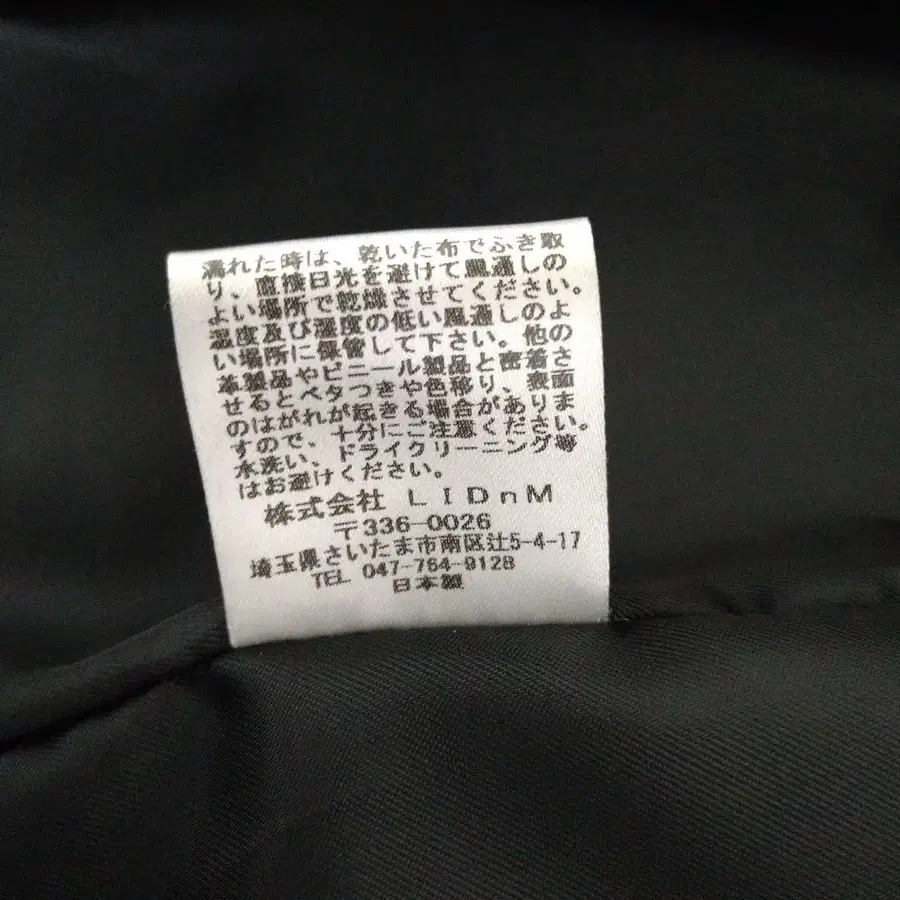 濡れた時は、乾いた布でふき取
り、直接日光を避けて風通しの
よい場所で乾燥させてください。
温度及び湿度の低い風通しのよ
い場所に保管して下さい。他の
革製品やビニール製品と密着さ
せるとベタつきや色移り、表面
のはがれが起きる場合がありま
すので、十分にご注意ください。
水洗い、ドライクリーニング等
はお避けください。
株式会社 LIDnM
〒336-0026
埼玉県さいたま市南区辻5-4-17
TEL 047-764-9128
日本製